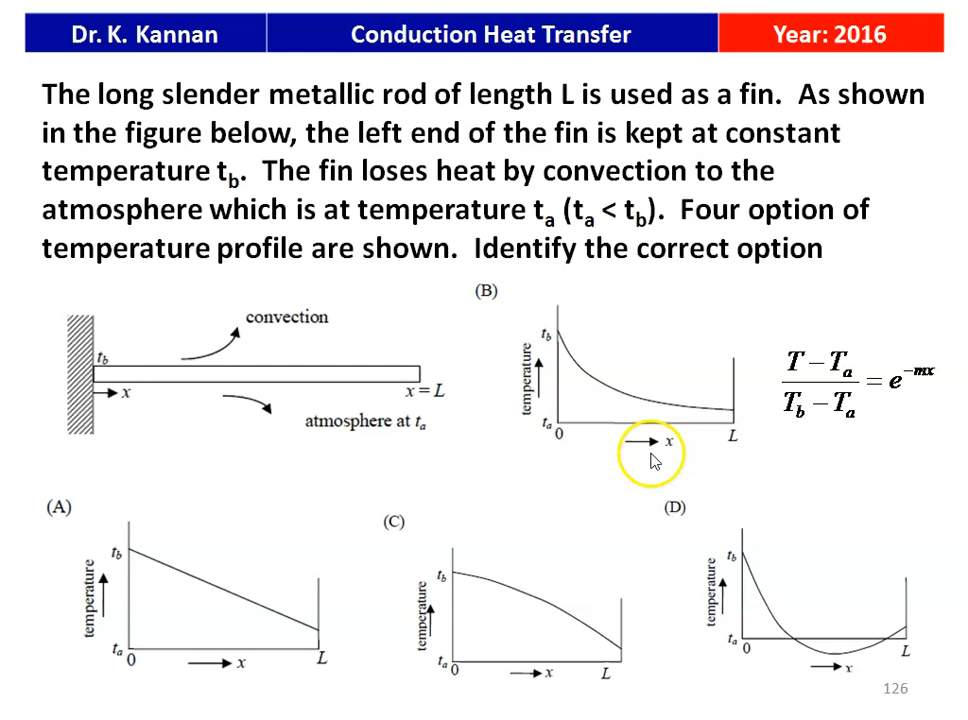 Dr. K. Kannan
Conduction Heat Transfer
Year: 2016
The long slender metallic rod of length L is used as a fin. As shown
in the figure below, the left end of the fin is kept at constant
temperature t_b. The fin loses heat by convection to the
atmosphere which is at temperature t_a (t_a < t_b). Four option of
temperature profile are shown. Identify the correct option
convection
t_b
x
x = L
atmosphere at t_a
(B)
t_b
temperature
t_a
0
x
L
(T − T_a) / (T_b − T_a) = e^{−mx}
(A)
t_b
temperature
t_a
0
x
L
(C)
t_b
temperature
t_a
0
x
L
(D)
t_b
temperature
t_a
0
x
L
126